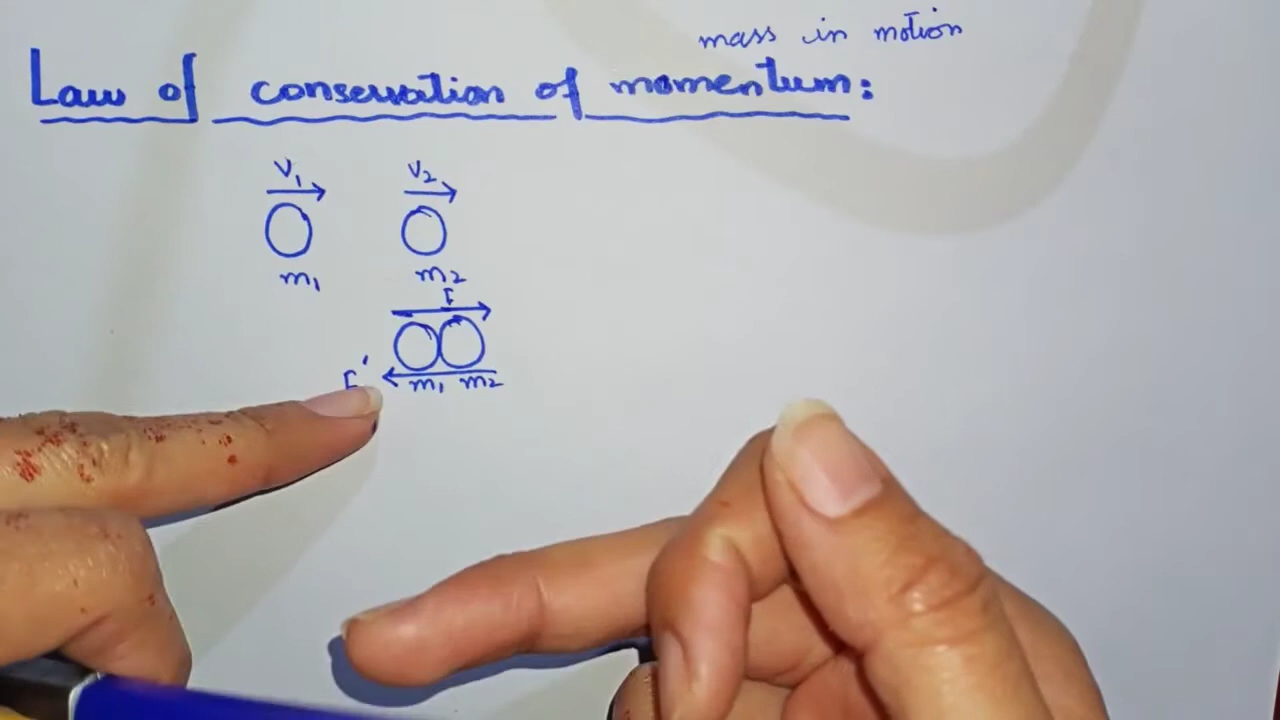 mass in motion
Law of conservation of momentum:
V1 V2
m1 m2
F
F'
m1 m2